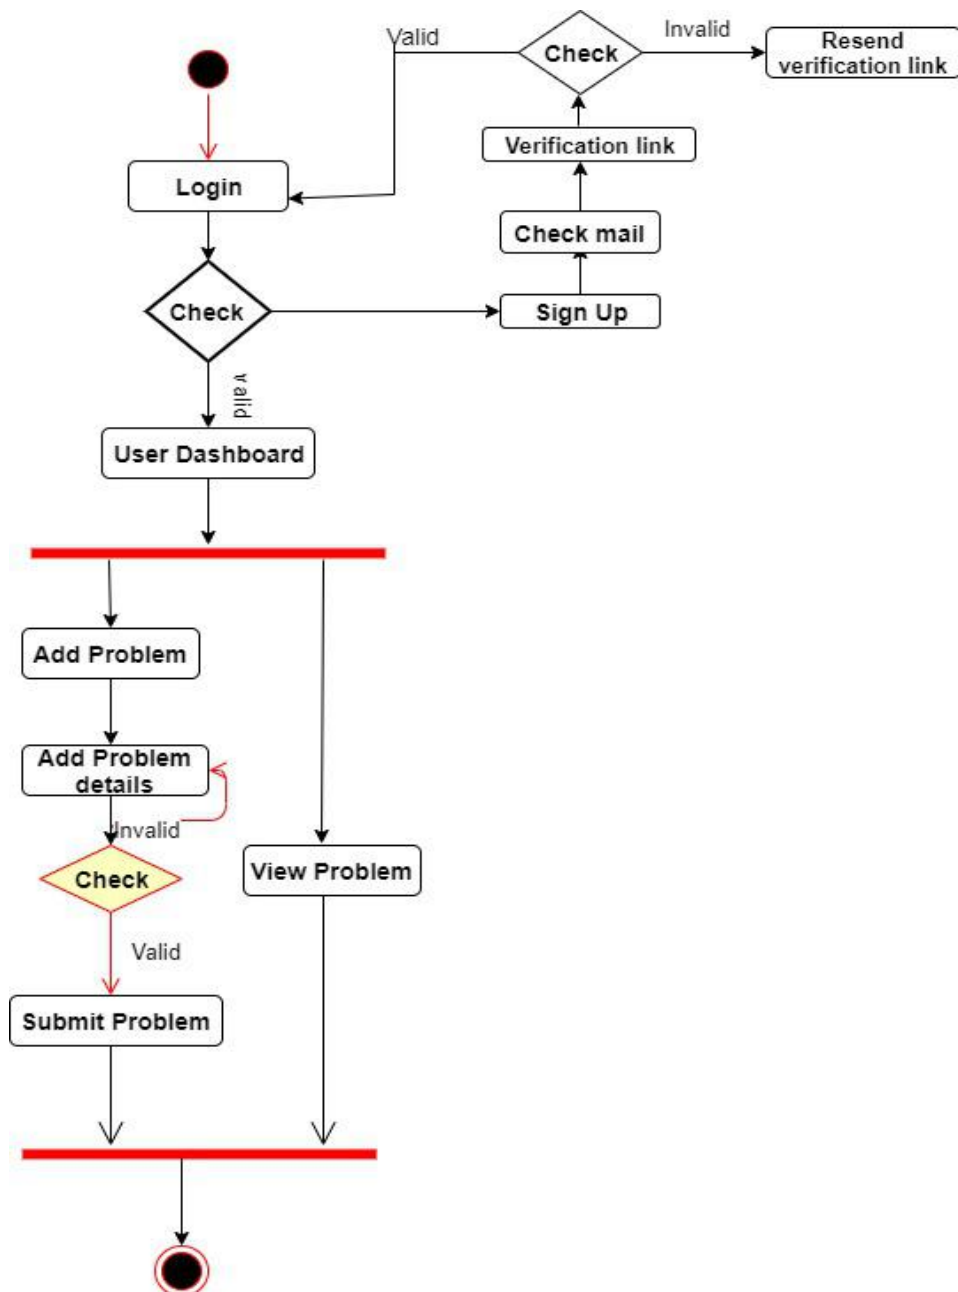 Valid
Check
Invalid
Resend
verification link
Verification link
Login
Check mail
Check
Sign Up
valid
User Dashboard
Add Problem
Add Problem
details
Invalid
Check
View Problem
Valid
Submit Problem